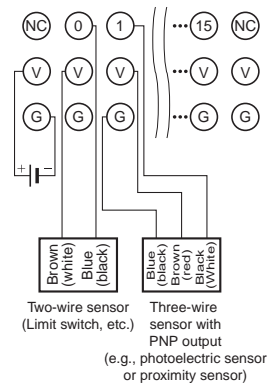 NC 0 1 ···15 NC
V V V ···V V
G G G ···G G
+ −
Brown
(white)
Blue
(black)
Blue
(black)
Brown
(red)
Black
(White)
Two-wire sensor
(Limit switch, etc.)
Three-wire
sensor with
PNP output
(e.g., photoelectric sensor
or proximity sensor)